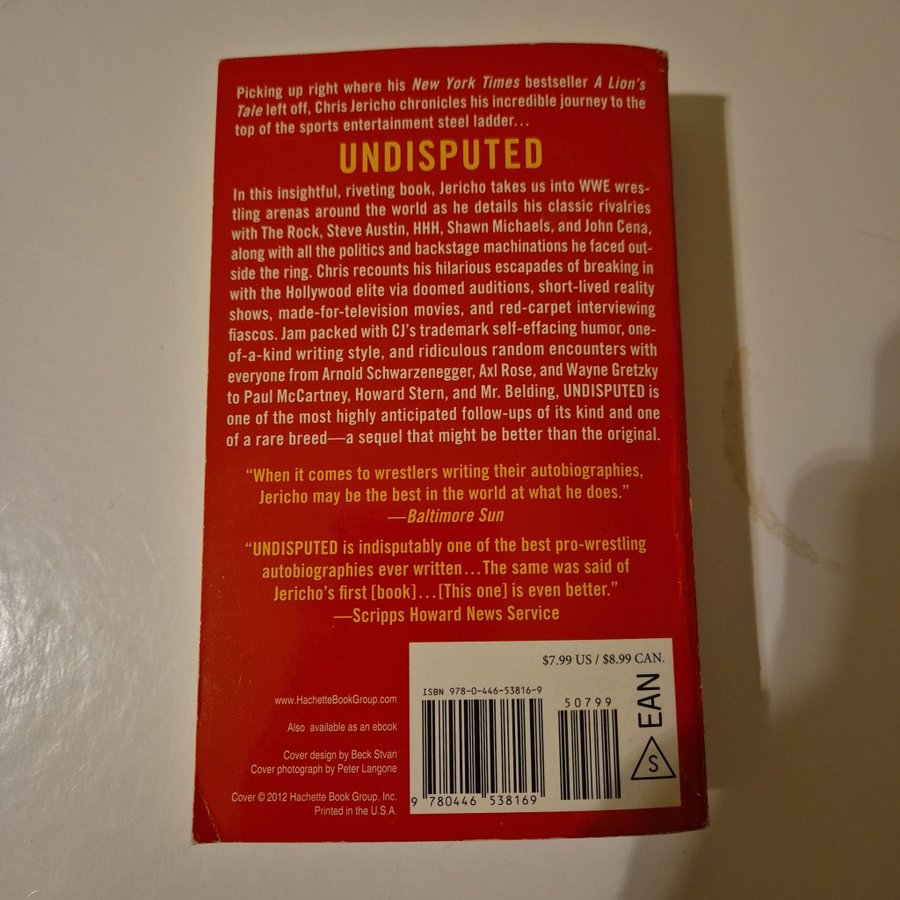 Picking up right where his New York Times bestseller A Lion's
Tale left off, Chris Jericho chronicles his incredible journey to the
top of the sports entertainment steel ladder...
UNDISPUTED
In this insightful, riveting book, Jericho takes us into WWE wres-
tling arenas around the world as he details his classic rivalries
with The Rock, Steve Austin, HHH, Shawn Michaels, and John Cena,
along with all the politics and backstage machinations he faced out-
side the ring. Chris recounts his hilarious escapades of breaking in
with the Hollywood elite via doomed auditions, short-lived reality
shows, made-for-television movies, and red-carpet interviewing
fiascos. Jam packed with CJ's trademark self-effacing humor, one-
of-a-kind writing style, and ridiculous random encounters with
everyone from Arnold Schwarzenegger, Axl Rose, and Wayne Gretzky
to Paul McCartney, Howard Stern, and Mr. Belding, UNDISPUTED is
one of the most highly anticipated follow-ups of its kind and one
of a rare breed—a sequel that might be better than the original.
“When it comes to wrestlers writing their autobiographies,
Jericho may be the best in the world at what he does.”
—Baltimore Sun
“UNDISPUTED is indisputably one of the best pro-wrestling
autobiographies ever written...The same was said of
Jericho's first [book]...[This one] is even better.”
—Scripps Howard News Service
$7.99 US / $8.99 CAN.
ISBN 978-0-446-53816-9
50799
EAN
S
9 780446 538169
www.HachetteBookGroup.com
Also available as an ebook
Cover design by Beck Stvan
Cover photograph by Peter Langone
Cover © 2012 Hachette Book Group, Inc.
Printed in the U.S.A.